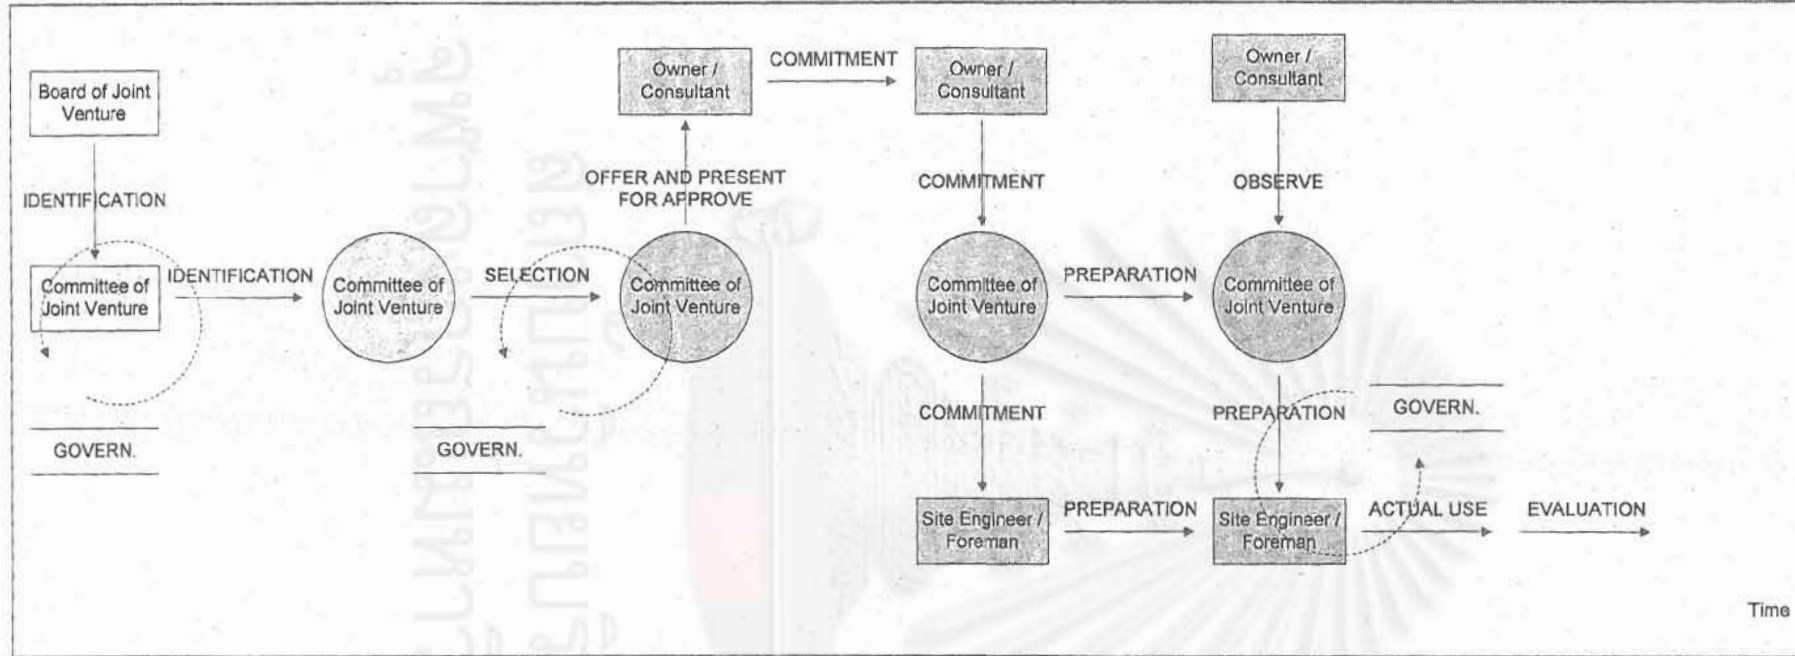 Board of Joint
Venture
IDENTIFICATION
Committee of
Joint Venture
GOVERN.
IDENTIFICATION
Committee of
Joint Venture
SELECTION
GOVERN.
Owner /
Consultant
OFFER AND PRESENT
FOR APPROVE
Committee of
Joint Venture
COMMITMENT
Owner /
Consultant
COMMITMENT
Committee of
Joint Venture
COMMITMENT
Site Engineer /
Foreman
PREPARATION
PREPARATION
Owner /
Consultant
OBSERVE
Committee of
Joint Venture
PREPARATION
GOVERN.
Site Engineer /
Foreman
ACTUAL USE
EVALUATION
Time